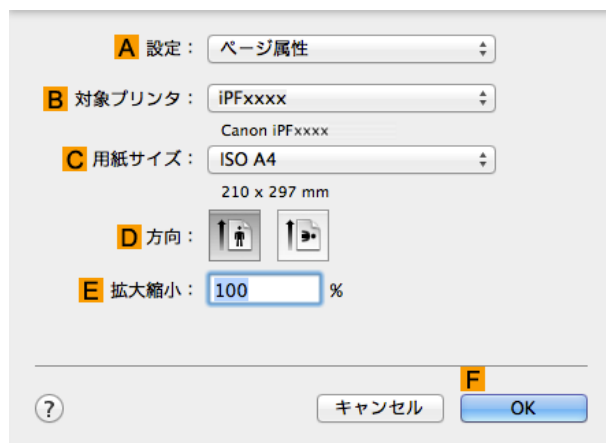 A 設定： ページ属性
B 対象プリンタ： iPFxxxx
Canon iPFxxxx
C 用紙サイズ： ISO A4
210 x 297 mm
D 方向：
E 拡大縮小： 100 %
F
? キャンセル OK